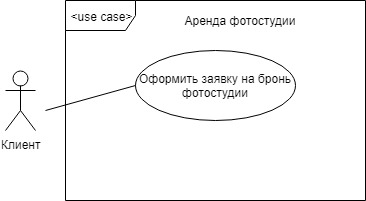 <use case>
Аренда фотостудии
Оформить заявку на бронь
фотостудии
Клиент